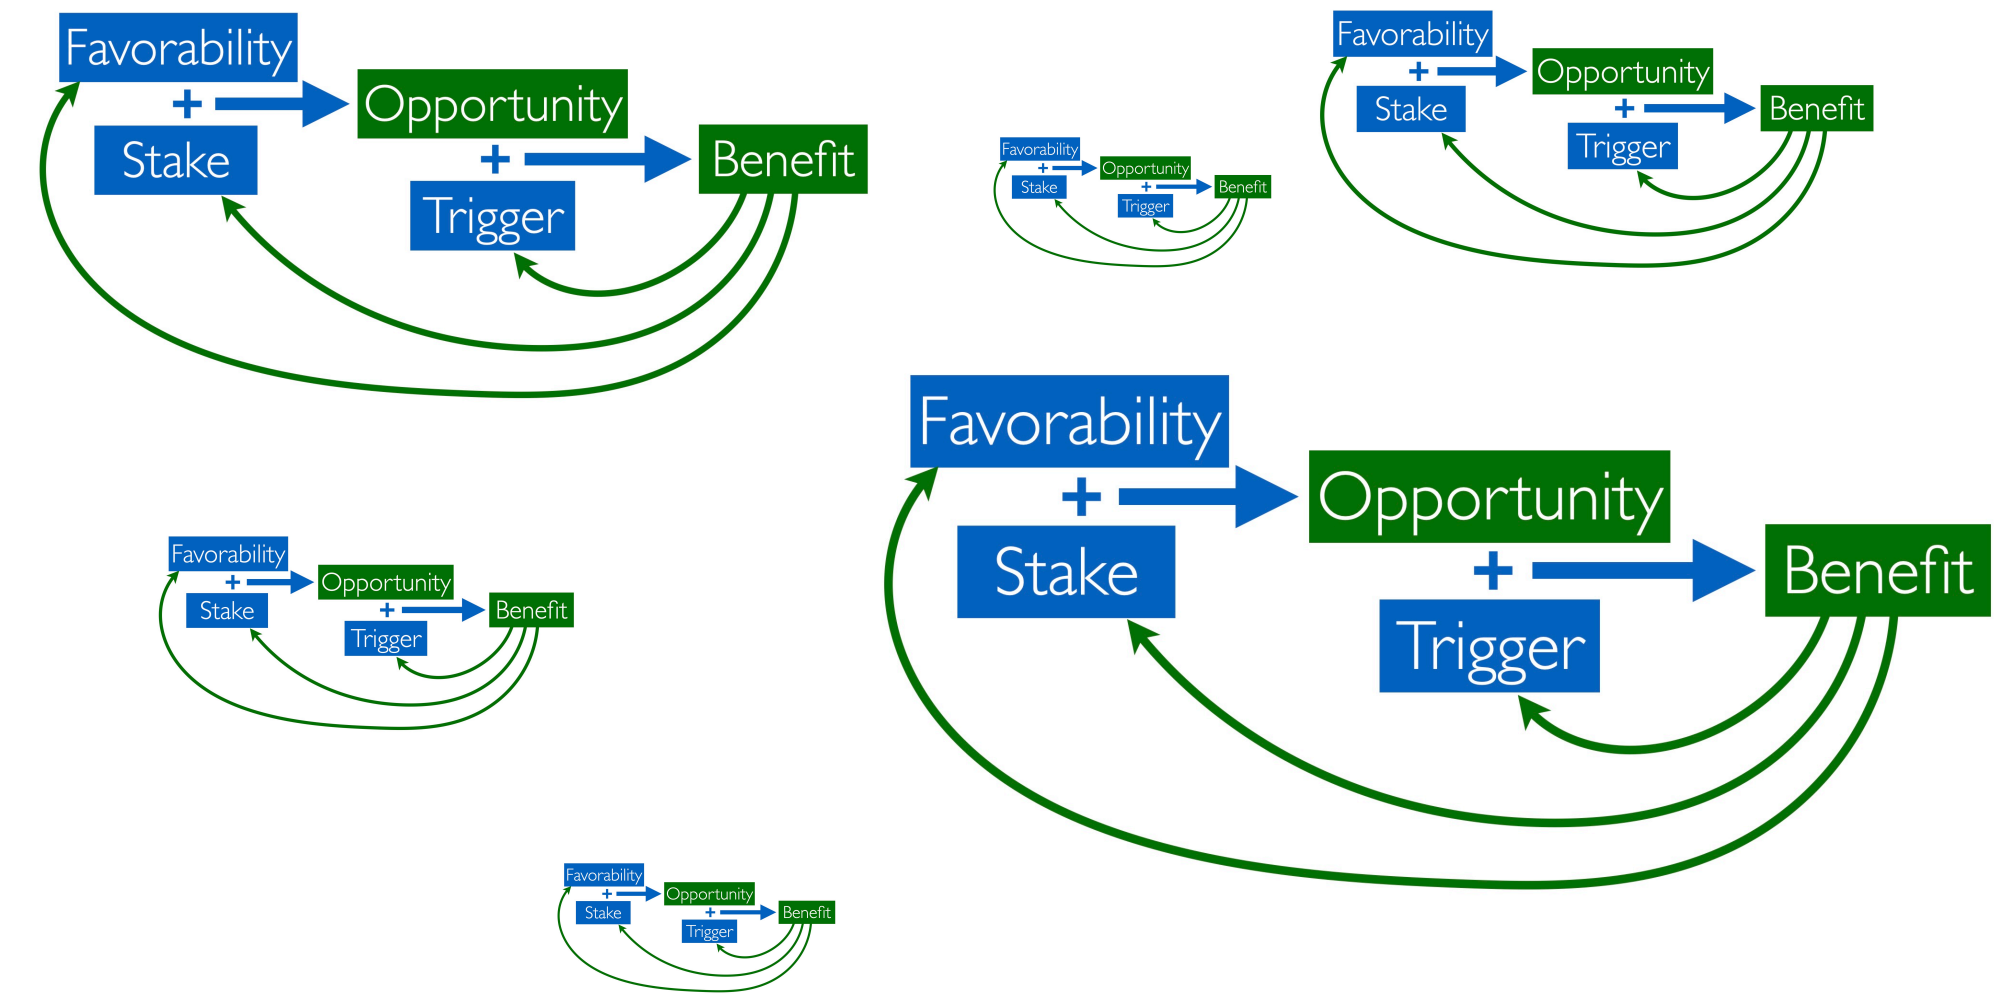 Favorability
+
Opportunity
Stake
+
Benefit
Trigger
Favorability
+
Opportunity
Stake
+
Benefit
Trigger
Favorability
+
Opportunity
Stake
+
Benefit
Trigger
Favorability
+
Opportunity
Stake
+
Benefit
Trigger
Favorability
+
Opportunity
Stake
+
Benefit
Trigger
Favorability
+
Opportunity
Stake
+
Benefit
Trigger